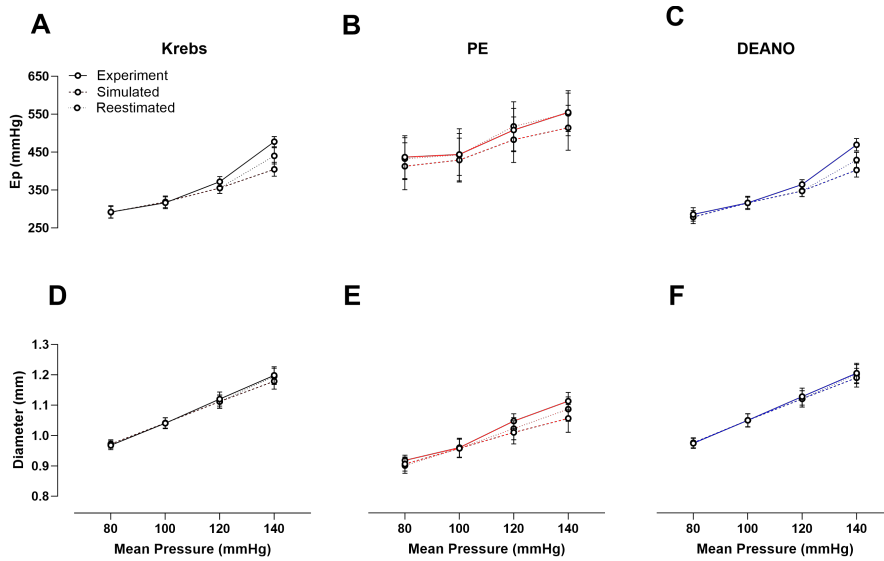 A
B
C
Krebs
PE
DEANO
Experiment
Simulated
Reestimated
Ep (mmHg)
650
550
450
350
250
D
E
F
Diameter (mm)
1.3
1.2
1.1
1.0
0.9
0.8
80 100 120 140
80 100 120 140
80 100 120 140
Mean Pressure (mmHg)
Mean Pressure (mmHg)
Mean Pressure (mmHg)